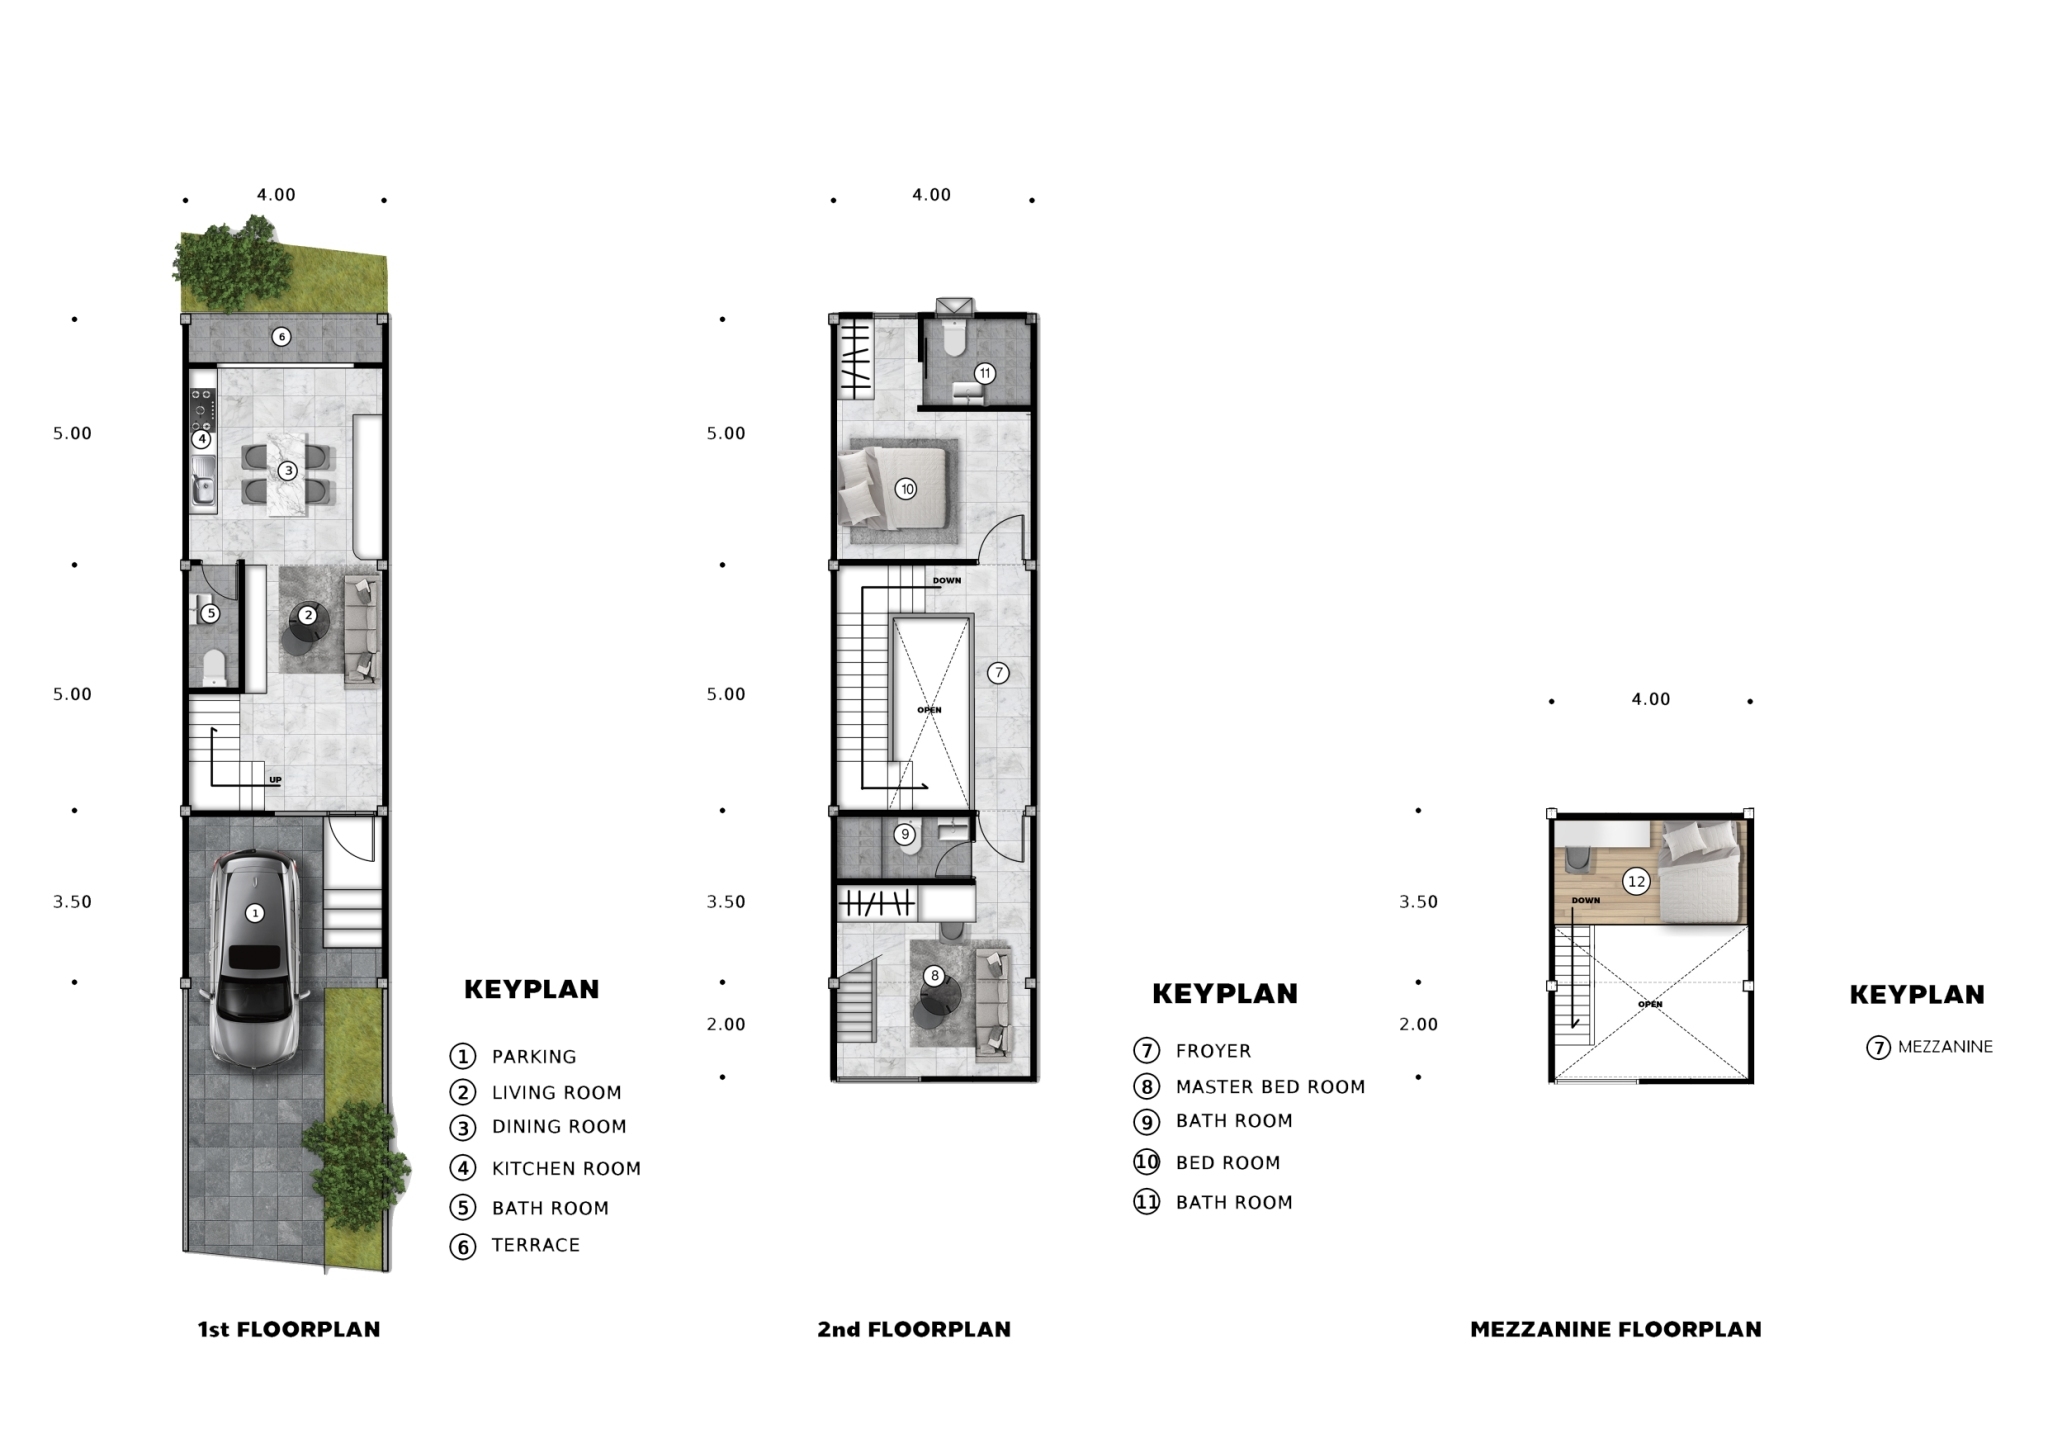 4.00
6
5.00
4
3
5
2
5.00
UP
3.50
1
KEYPLAN
1 PARKING
2 LIVING ROOM
3 DINING ROOM
4 KITCHEN ROOM
5 BATH ROOM
6 TERRACE
1st FLOORPLAN
4.00
11
5.00
10
DOWN
7
5.00
OPEN
9
3.50
8
2.00
KEYPLAN
7 FROYER
8 MASTER BED ROOM
9 BATH ROOM
10 BED ROOM
11 BATH ROOM
2nd FLOORPLAN
4.00
12
3.50
DOWN
OPEN
2.00
KEYPLAN
7 MEZZANINE
MEZZANINE FLOORPLAN